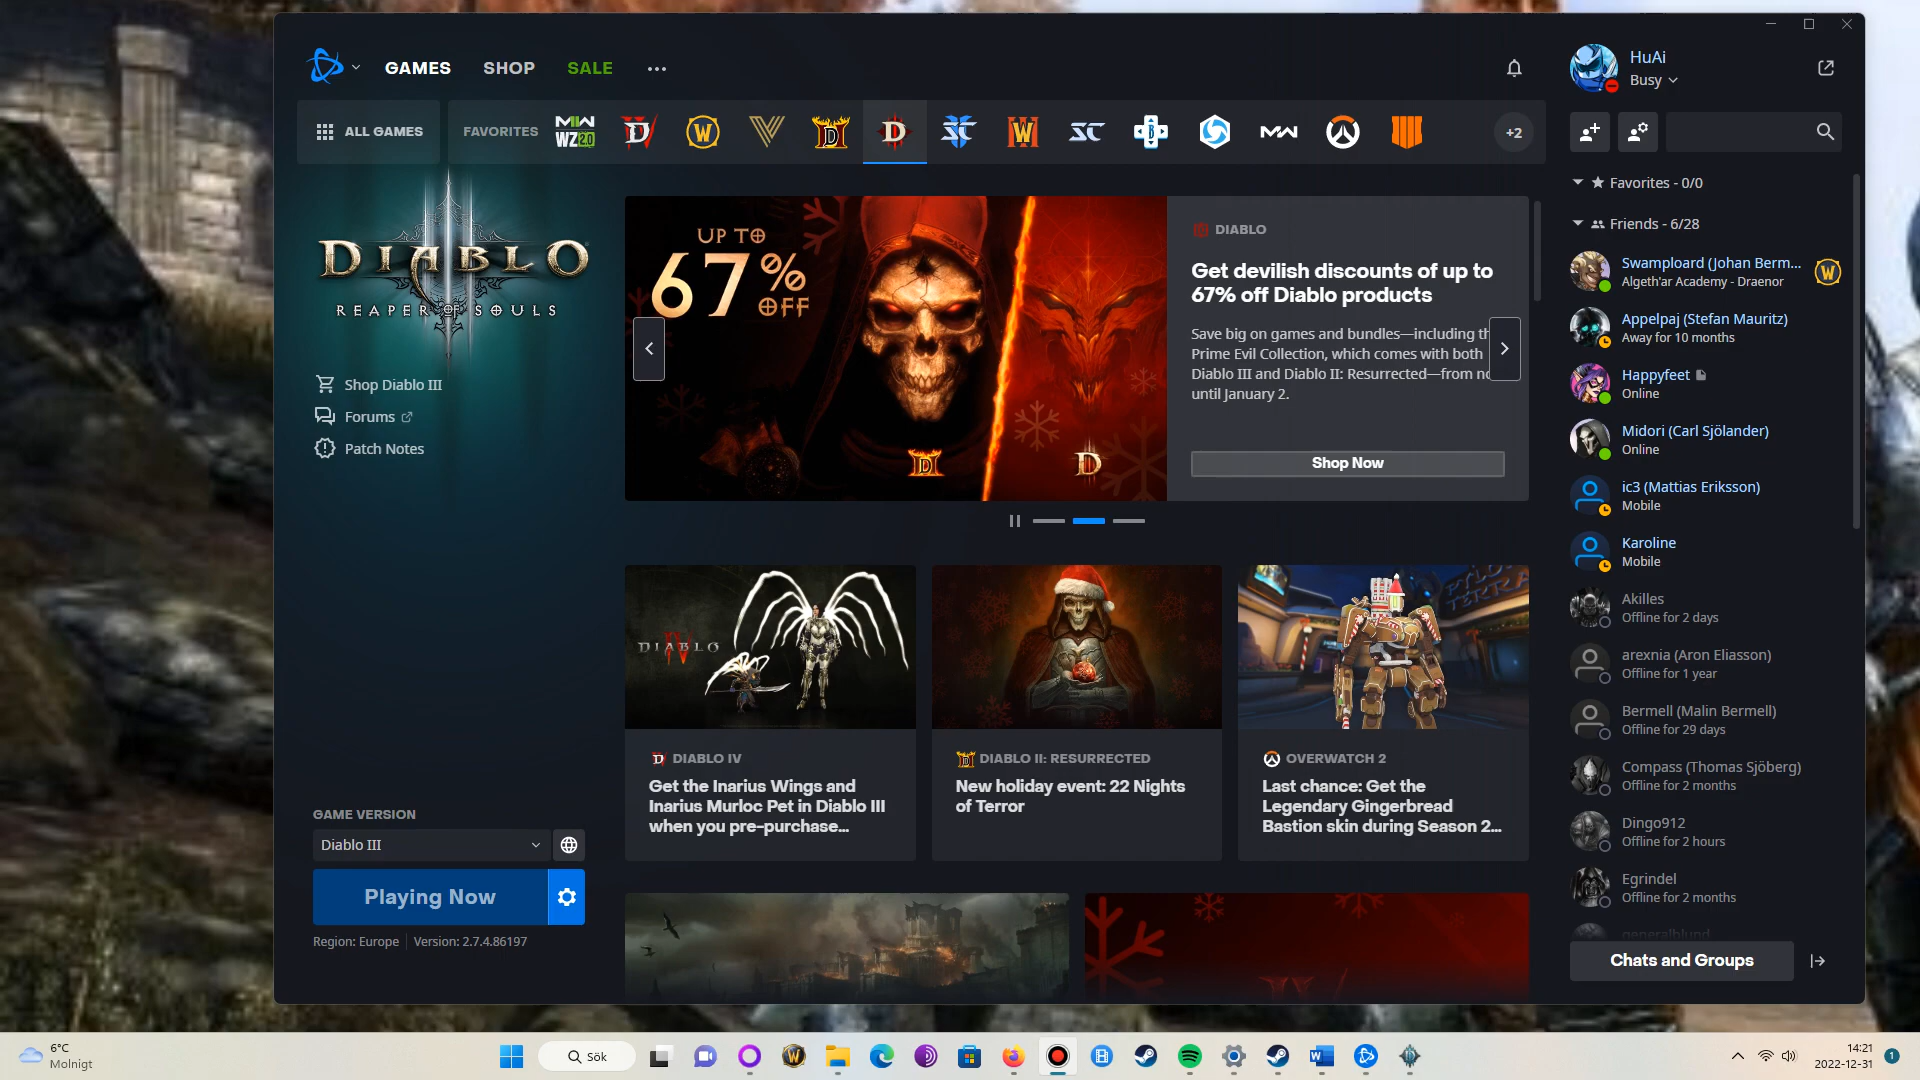 GAMES
SHOP
SALE
ALL GAMES
FAVORITES
MW
WZ 2.0
+2
HuAi
Busy
DIABLO
REAPER OF SOULS
Shop Diablo III
Forums
Patch Notes
UP TO
67%
OFF
DIABLO
Get devilish discounts of up to
67% off Diablo products
Save big on games and bundles—including th
Prime Evil Collection, which comes with both
Diablo III and Diablo II: Resurrected—from no
until January 2.
Shop Now
DIABLO IV
DIABLO IV
Get the Inarius Wings and
Inarius Murloc Pet in Diablo III
when you pre-purchase...
DIABLO II: RESURRECTED
New holiday event: 22 Nights
of Terror
OVERWATCH 2
Last chance: Get the
Legendary Gingerbread
Bastion skin during Season 2...
GAME VERSION
Diablo III
Playing Now
Region: Europe
Version: 2.7.4.86197
Favorites - 0/0
Friends - 6/28
Swamploard (Johan Berm...
Algeth'ar Academy - Draenor
Appelpaj (Stefan Mauritz)
Away for 10 months
Happyfeet
Online
Midori (Carl Sjölander)
Online
ic3 (Mattias Eriksson)
Mobile
Karoline
Mobile
Akilles
Offline for 2 days
arexnia (Aron Eliasson)
Offline for 1 year
Bermell (Malin Bermell)
Offline for 29 days
Compass (Thomas Sjöberg)
Offline for 2 months
Dingo912
Offline for 2 hours
Egrindel
Offline for 2 months
generalblund
Chats and Groups
6°C
Molnigt
Sök
14:21
2022-12-31
1